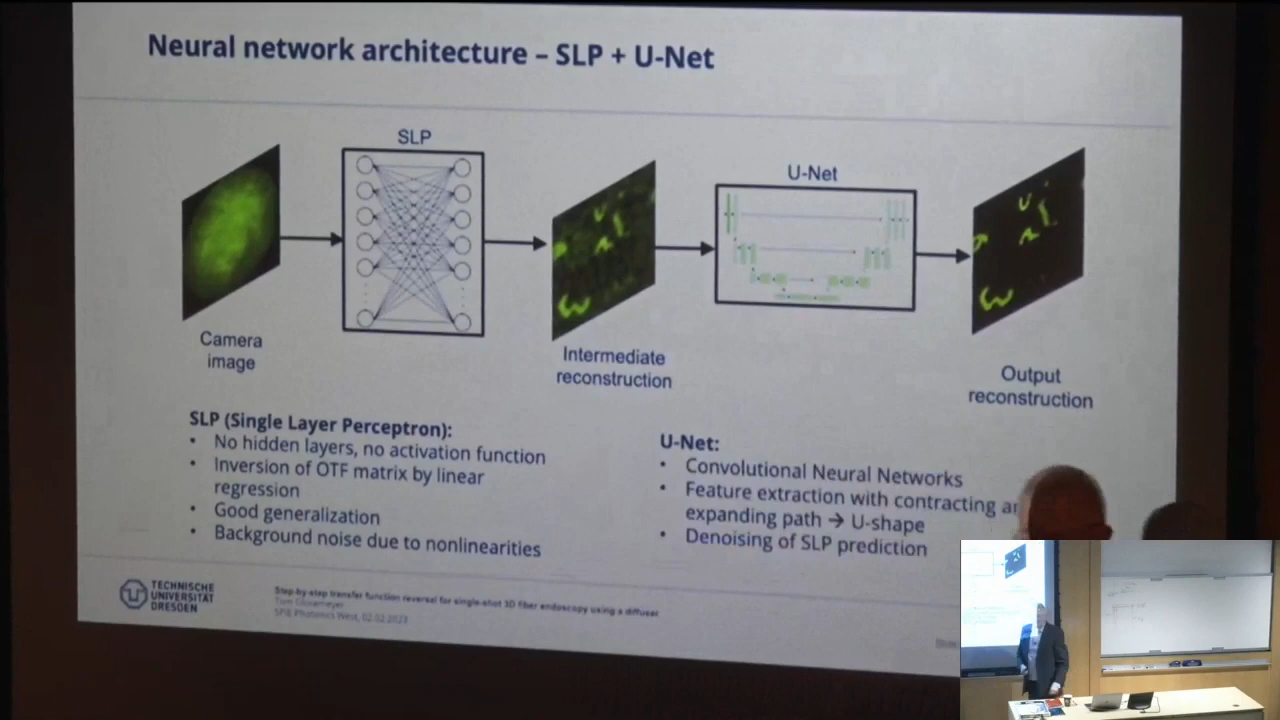 Neural network architecture – SLP + U-Net
SLP
U-Net
Camera
image
Intermediate
reconstruction
Output
reconstruction
SLP (Single Layer Perceptron):
• No hidden layers, no activation function
• Inversion of OTF matrix by linear
regression
• Good generalization
• Background noise due to nonlinearities
U-Net:
• Convolutional Neural Networks
• Feature extraction with contracting
expanding path → U-shape
• Denoising of SLP prediction
TECHNISCHE
UNIVERSITÄT
DRESDEN
Step-by-step transfer function reversal for single-shot 3D fiber endoscopy using a diffuser
Tom Glosemeyer
SPIE Photonics West, 02.02.2023